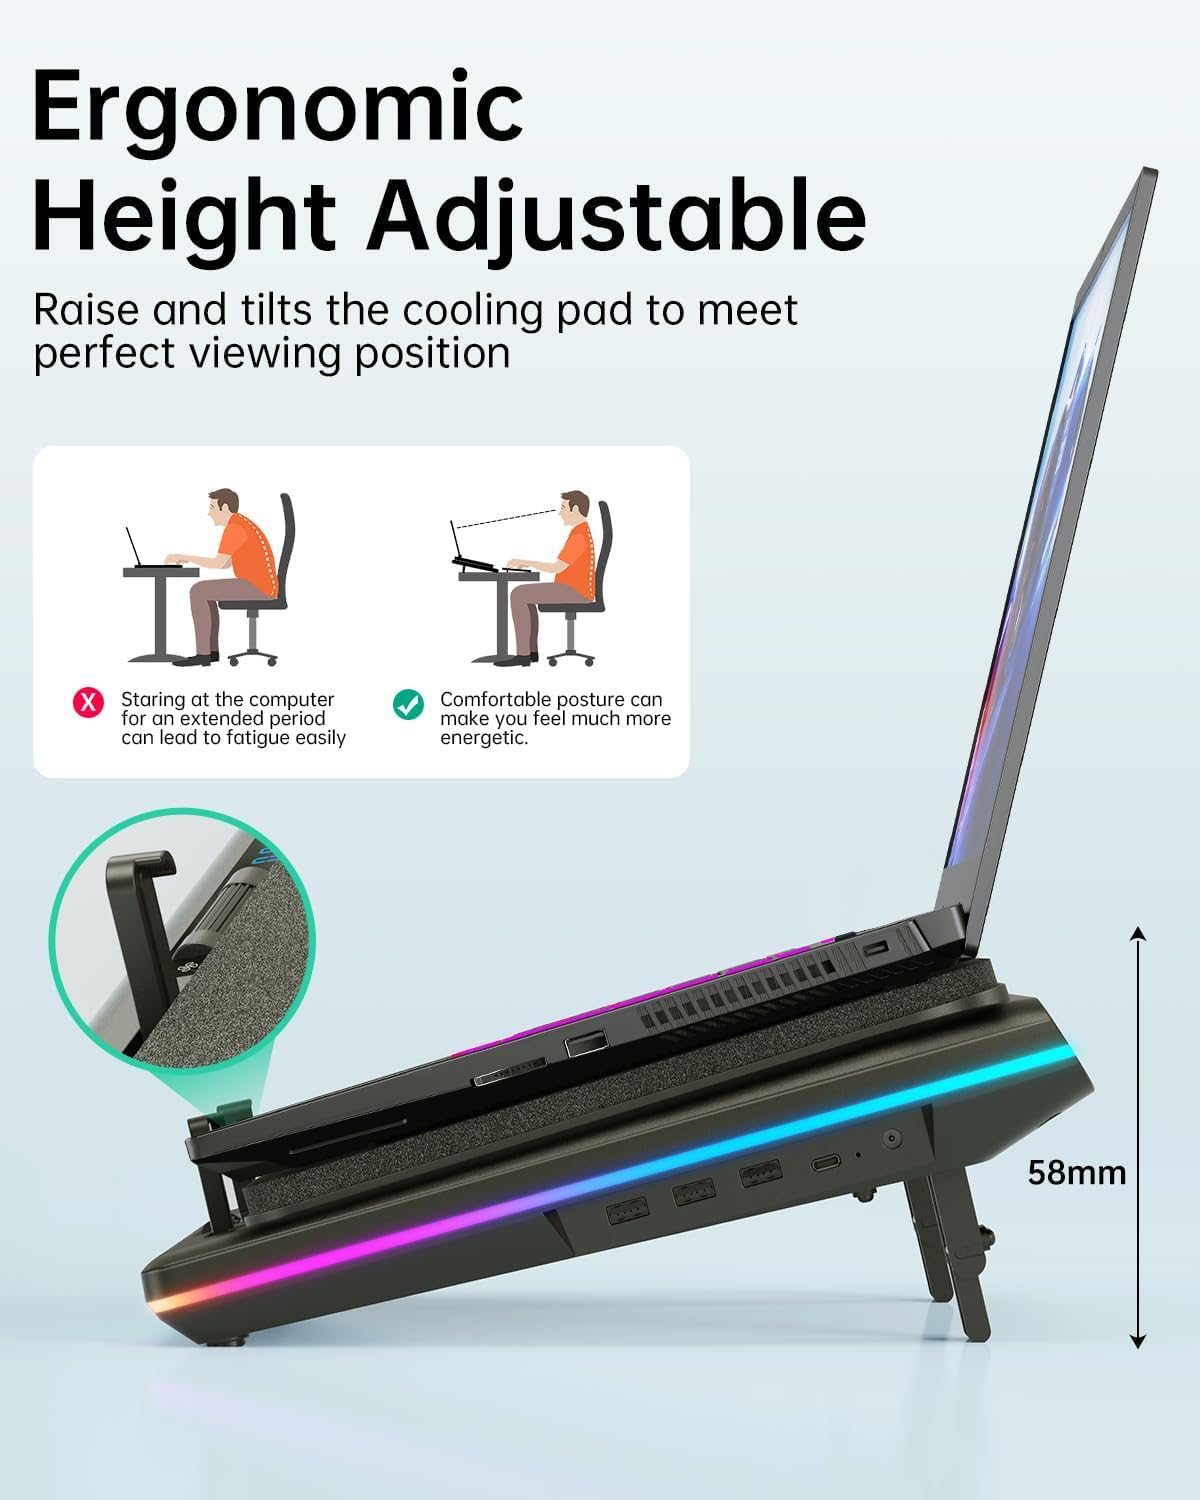 Ergonomic
Height Adjustable
Raise and tilts the cooling pad to meet
perfect viewing position
X
Staring at the computer
for an extended period
can lead to fatigue easily
Comfortable posture can
make you feel much more
energetic.
58mm